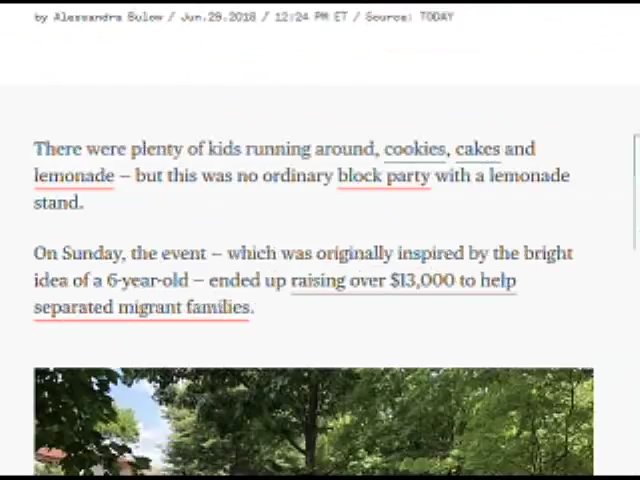 by Alessandra Bulow / Jun.29.2018 / 12:24 PM ET / Source: TODAY
There were plenty of kids running around, cookies, cakes and
lemonade — but this was no ordinary block party with a lemonade
stand.
On Sunday, the event — which was originally inspired by the bright
idea of a 6-year-old — ended up raising over $13,000 to help
separated migrant families.